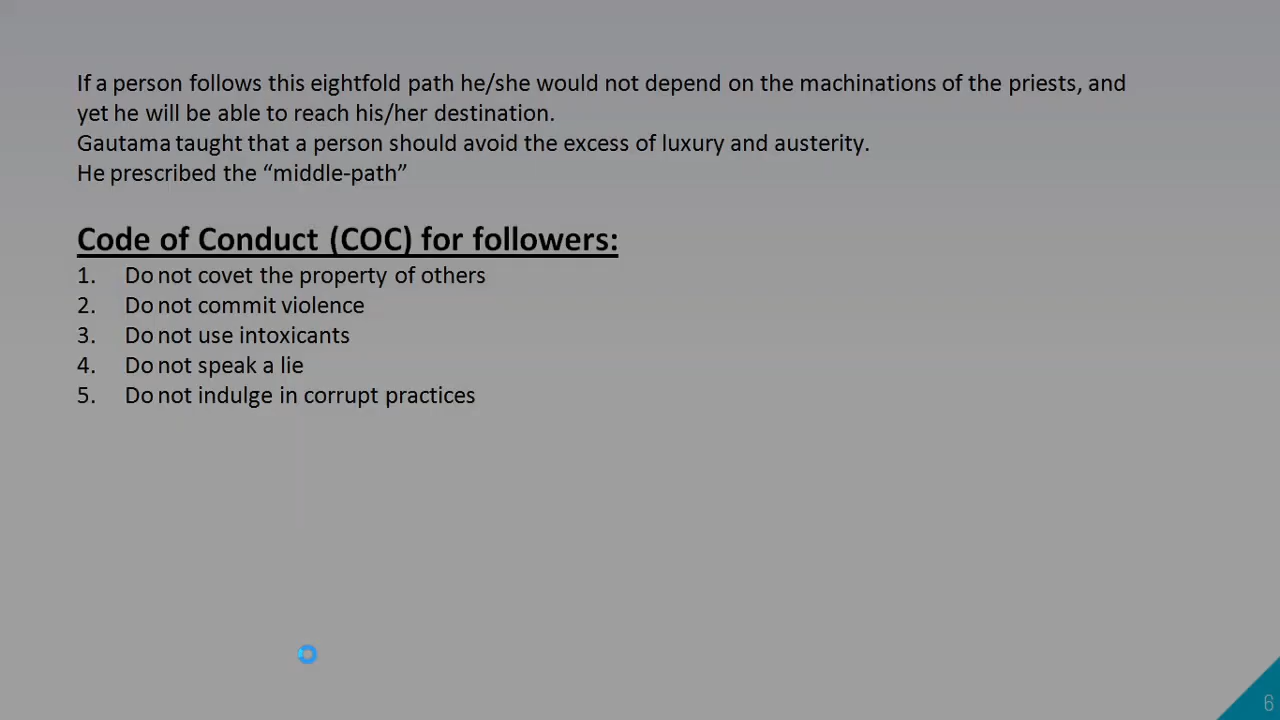 If a person follows this eightfold path he/she would not depend on the machinations of the priests, and
yet he will be able to reach his/her destination.
Gautama taught that a person should avoid the excess of luxury and austerity.
He prescribed the “middle-path”
Code of Conduct (COC) for followers:
1. Do not covet the property of others
2. Do not commit violence
3. Do not use intoxicants
4. Do not speak a lie
5. Do not indulge in corrupt practices
6